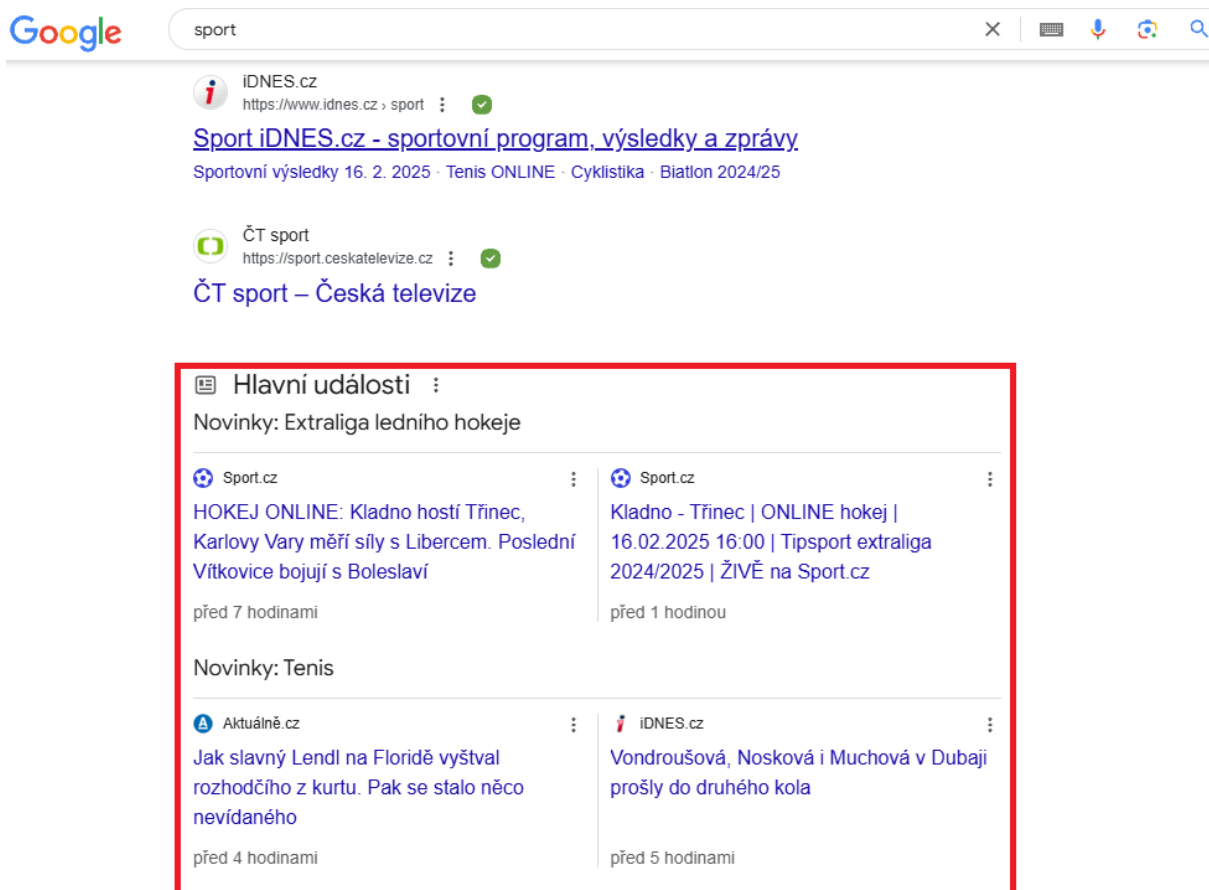 Google
sport
iDNES.cz
https://www.idnes.cz › sport
Sport iDNES.cz - sportovní program, výsledky a zprávy
Sportovní výsledky 16. 2. 2025 · Tenis ONLINE · Cyklistika · Biatlon 2024/25
ČT sport
https://sport.ceskatelevize.cz
ČT sport – Česká televize
Hlavní události
Novinky: Extraliga ledního hokeje
Sport.cz
HOKEJ ONLINE: Kladno hostí Třinec,
Karlovy Vary měří síly s Libercem. Poslední
Vítkovice bojují s Boleslaví
před 7 hodinami
Sport.cz
Kladno - Třinec | ONLINE hokej |
16.02.2025 16:00 | Tipsport extraliga
2024/2025 | ŽIVĚ na Sport.cz
před 1 hodinou
Novinky: Tenis
Aktuálně.cz
Jak slavný Lendl na Floridě vyštval
rozhodčího z kurtu. Pak se stalo něco
nevídaného
před 4 hodinami
iDNES.cz
Vondroušová, Nosková i Muchová v Dubaji
prošly do druhého kola
před 5 hodinami